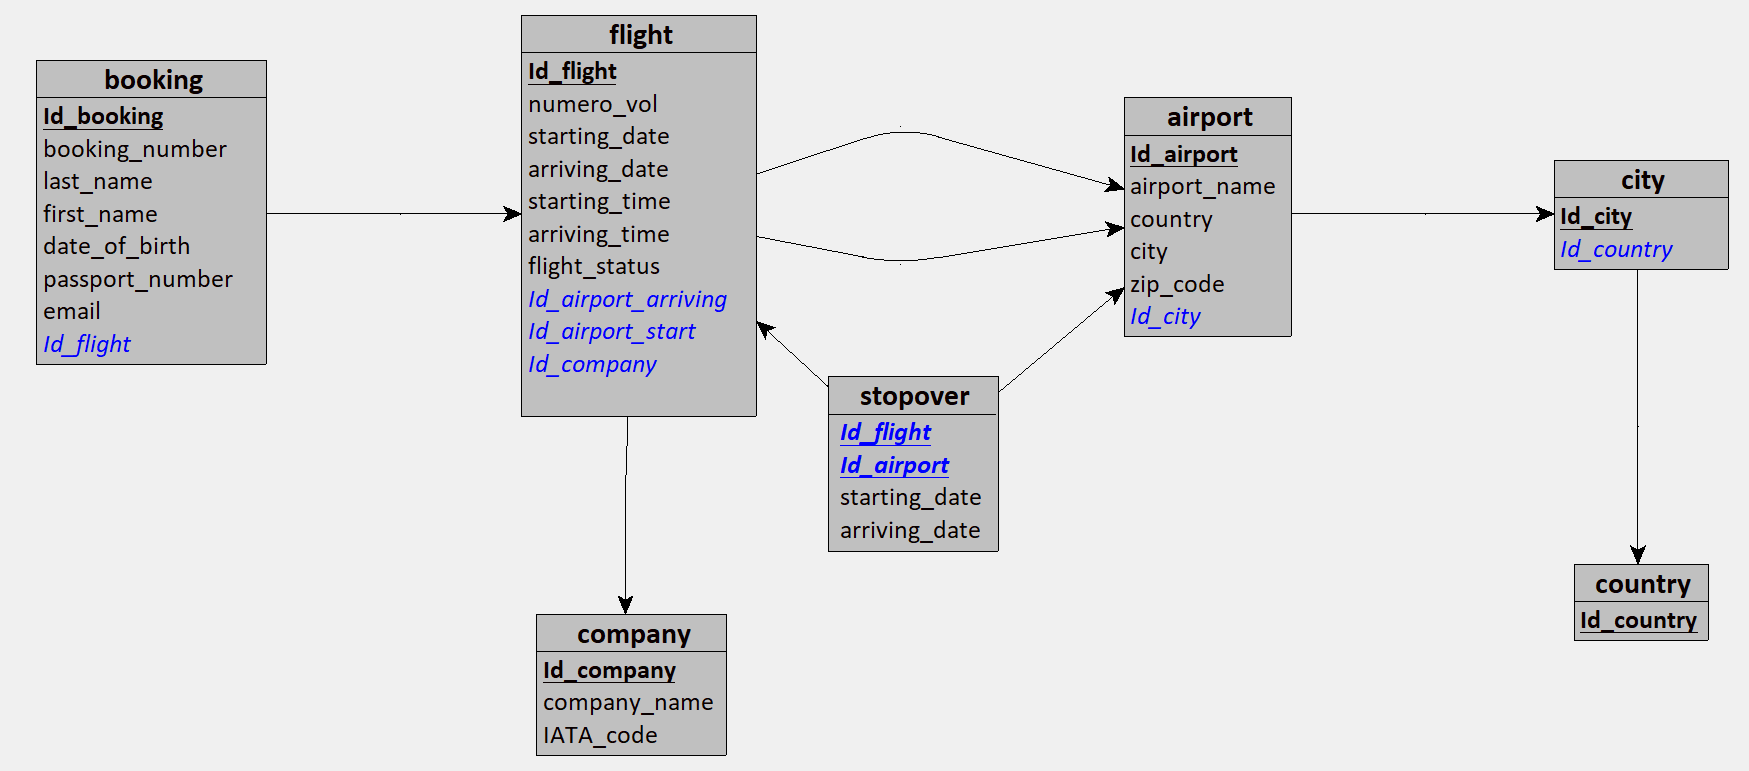 booking
Id_booking
booking_number
last_name
first_name
date_of_birth
passport_number
email
Id_flight
flight
Id_flight
numero_vol
starting_date
arriving_date
starting_time
arriving_time
flight_status
Id_airport_arriving
Id_airport_start
Id_company
airport
Id_airport
airport_name
country
city
zip_code
Id_city
city
Id_city
Id_country
stopover
Id_flight
Id_airport
starting_date
arriving_date
company
Id_company
company_name
IATA_code
country
Id_country